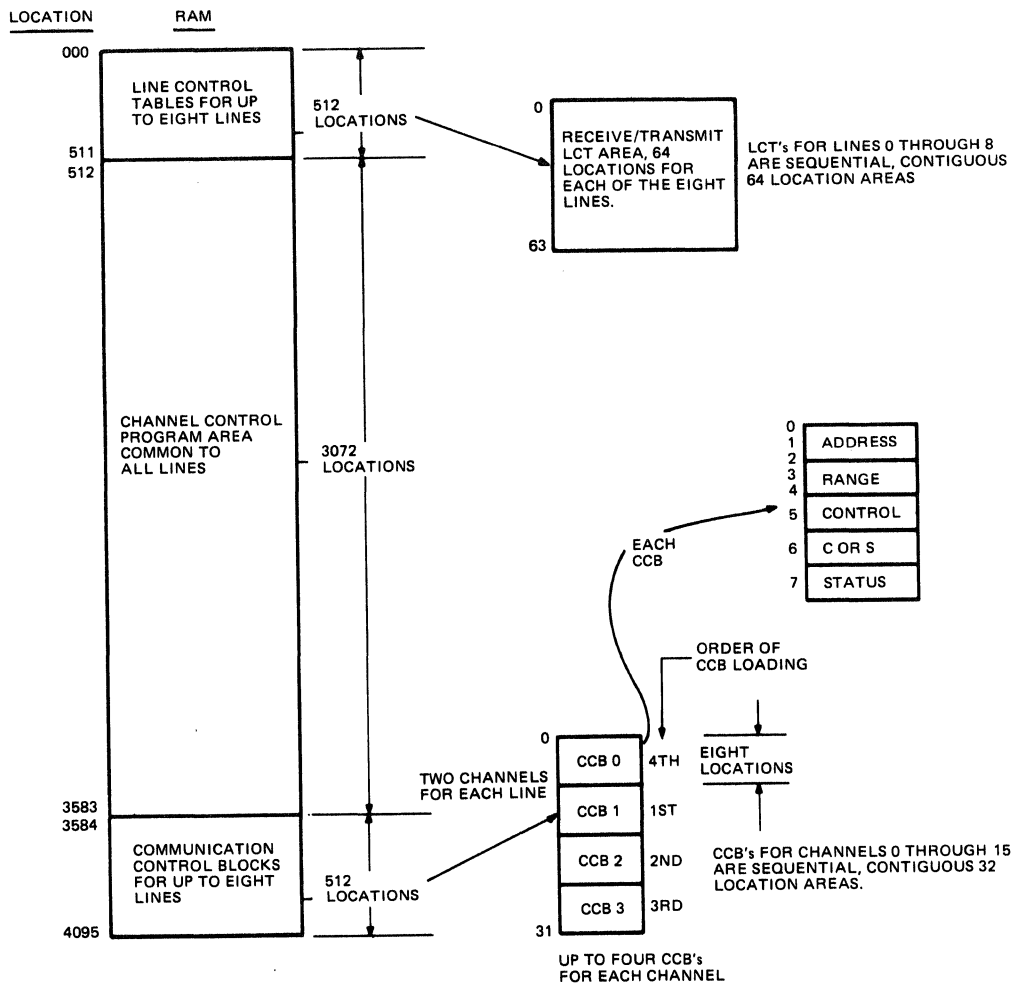 LOCATION RAM
000
LINE CONTROL
TABLES FOR UP
TO EIGHT LINES
511
512
512
LOCATIONS
0
RECEIVE/TRANSMIT
LCT AREA, 64
LOCATIONS FOR
EACH OF THE EIGHT
LINES.
63
LCT's FOR LINES 0 THROUGH 8
ARE SEQUENTIAL, CONTIGUOUS
64 LOCATION AREAS
CHANNEL CONTROL
PROGRAM AREA
COMMON TO
ALL LINES
3072
LOCATIONS
0
1 ADDRESS
2
3 RANGE
4
5 CONTROL
6 C OR S
7 STATUS
EACH
CCB
ORDER OF
CCB LOADING
0
CCB 0 4TH
CCB 1 1ST
CCB 2 2ND
CCB 3 3RD
31
EIGHT
LOCATIONS
TWO CHANNELS
FOR EACH LINE
3583
3584
COMMUNICATION
CONTROL BLOCKS
FOR UP TO EIGHT
LINES
4095
512
LOCATIONS
CCB's FOR CHANNELS 0 THROUGH 15
ARE SEQUENTIAL, CONTIGUOUS 32
LOCATION AREAS.
UP TO FOUR CCB's
FOR EACH CHANNEL